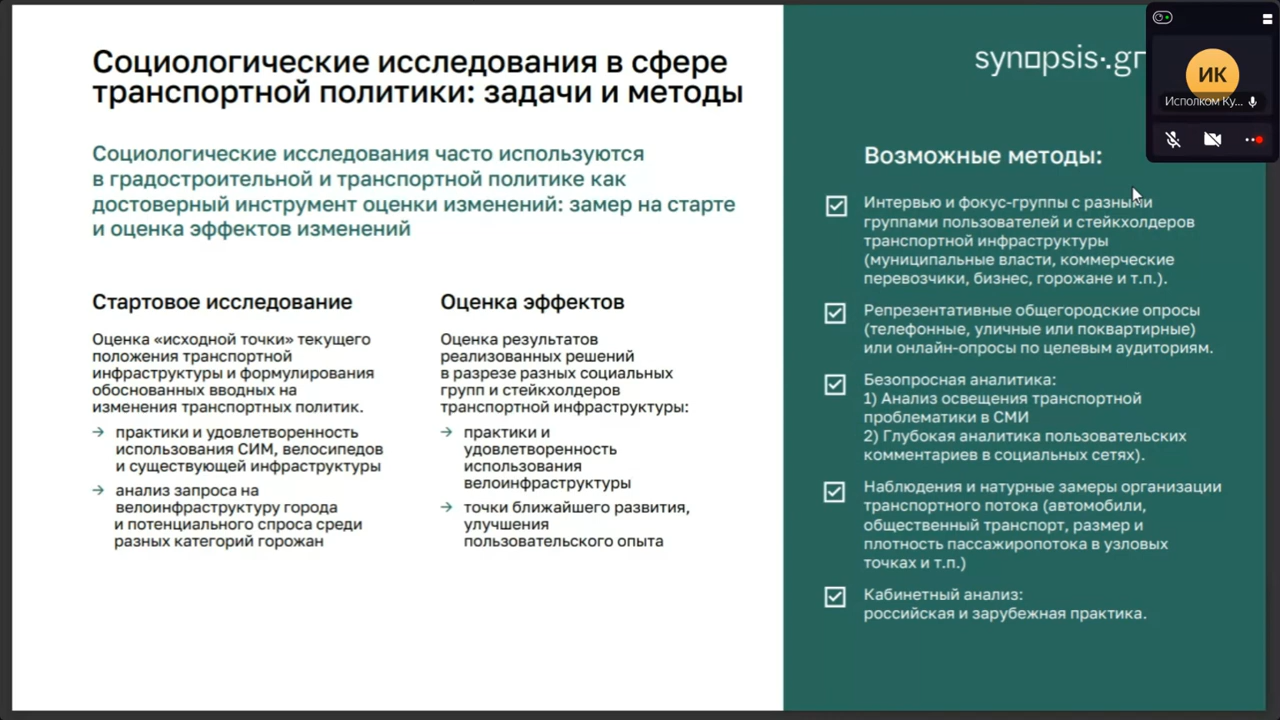 Социологические исследования в сфере
транспортной политики: задачи и методы
Социологические исследования часто используются
в градостроительной и транспортной политике как
достоверный инструмент оценки изменений: замер на старте
и оценка эффектов изменений
Стартовое исследование
Оценка «исходной точки» текущего
положения транспортной
инфраструктуры и формулирования
обоснованных вводных на
изменения транспортных политик.
→ практики и удовлетворенность
использования СИМ, велосипедов
и существующей инфраструктуры
→ анализ запроса на
велоинфраструктуру города
и потенциального спроса среди
разных категорий горожан
Оценка эффектов
Оценка результатов
реализованных решений
в разрезе разных социальных
групп и стейкхолдеров
транспортной инфраструктуры:
→ практики и
удовлетворенность
использования
велоинфраструктуры
→ точки ближайшего развития,
улучшения
пользовательского опыта
Возможные методы:
Интервью и фокус-группы с разными
группами пользователей и стейкхолдеров
транспортной инфраструктуры
(муниципальные власти, коммерческие
перевозчики, бизнес, горожане и т.п.).
Репрезентативные общегородские опросы
(телефонные, уличные или поквартирные)
или онлайн-опросы по целевым аудиториям.
Безопросная аналитика:
1) Анализ освещения транспортной
проблематики в СМИ
2) Глубокая аналитика пользовательских
комментариев в социальных сетях).
Наблюдения и натурные замеры организации
транспортного потока (автомобили,
общественный транспорт, размер и
плотность пассажиропотока в узловых
точках и т.п.)
Кабинетный анализ:
российская и зарубежная практика.
ИК
Исполком Ку...